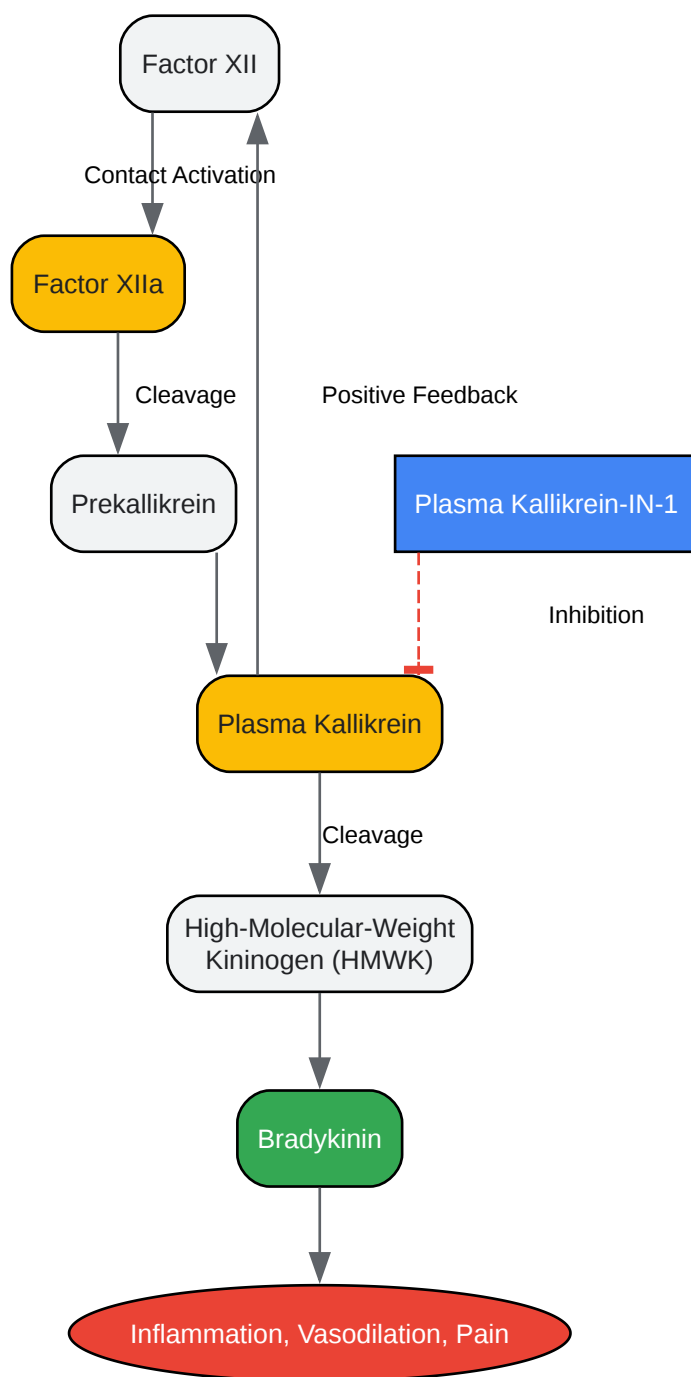 Factor XII
Contact Activation
Factor XIIa
Cleavage
Positive Feedback
Prekallikrein
Plasma Kallikrein-IN-1
Inhibition
Plasma Kallikrein
Cleavage
High-Molecular-Weight
Kininogen (HMWK)
Bradykinin
Inflammation, Vasodilation, Pain